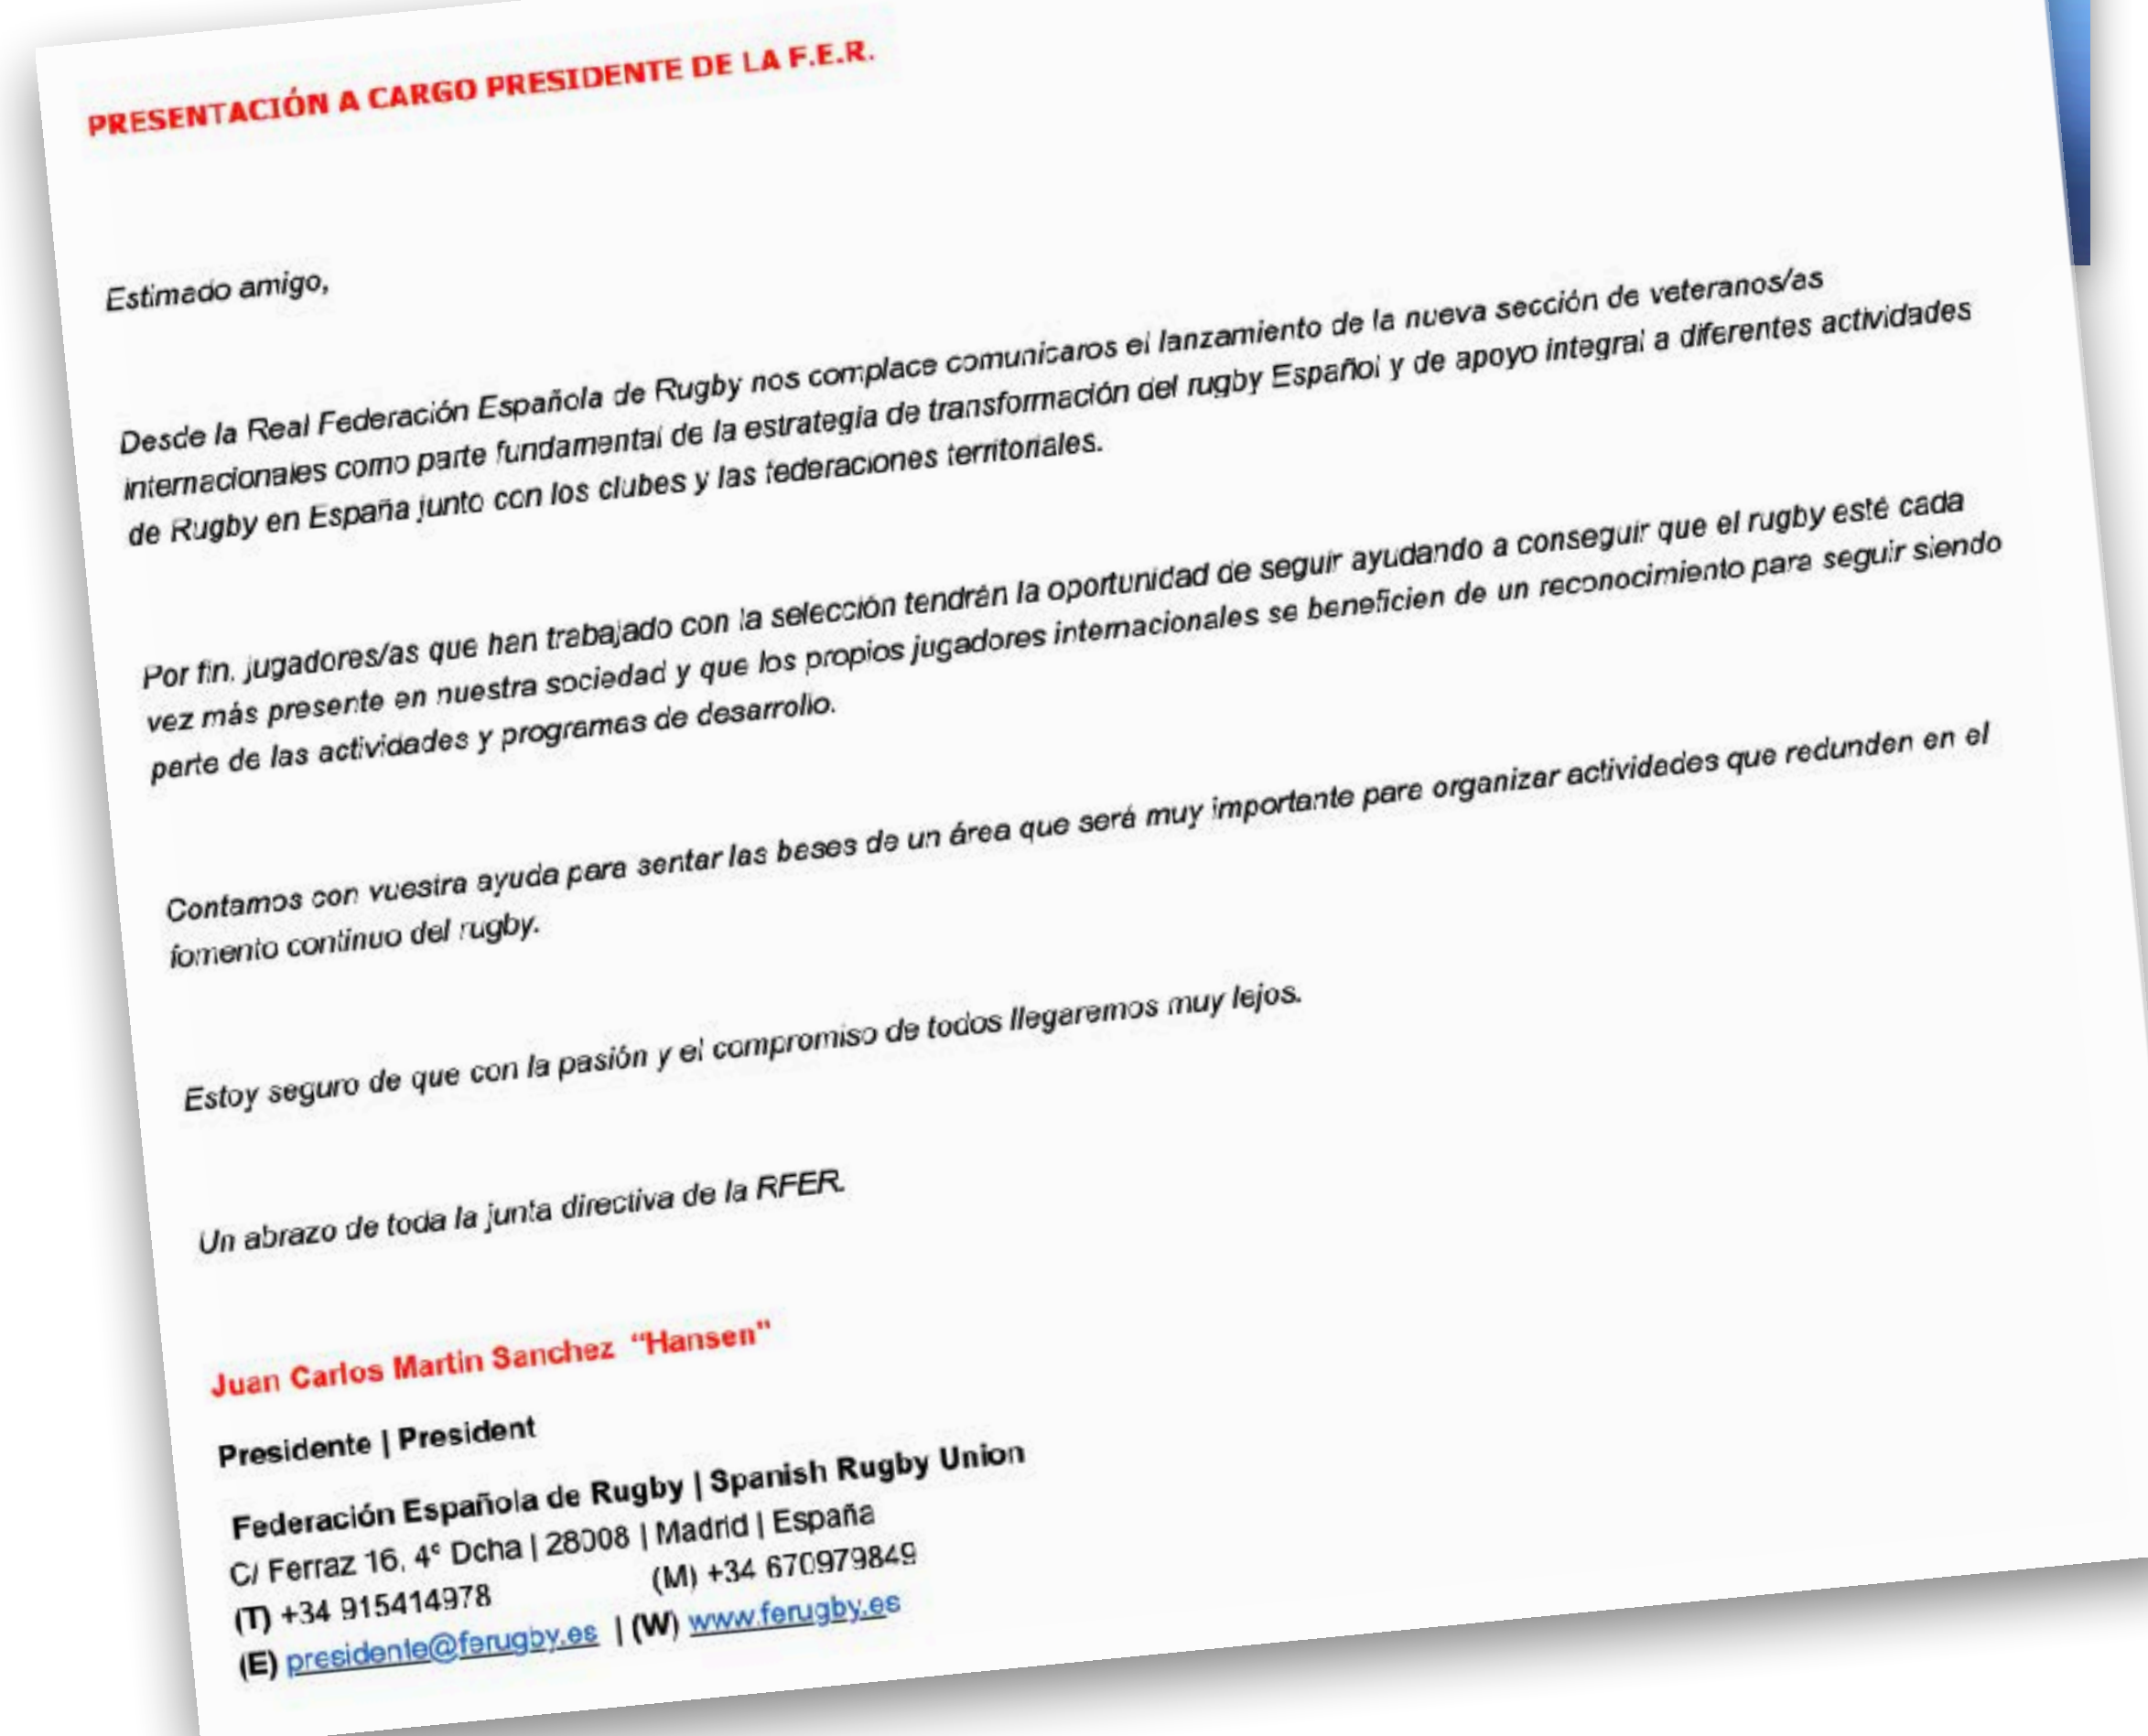 PRESENTACIÓN A CARGO PRESIDENTE DE LA F.E.R.
Estimado amigo,
Desde la Real Federación Española de Rugby nos complace comunicaros el lanzamiento de la nueva sección de veteranos/as
internacionales como parte fundamental de la estrategia de transformación del rugby Español y de apoyo integral a diferentes actividades
de Rugby en España junto con los clubes y las federaciones territoriales.
Por fin, jugadores/as que han trabajado con la selección tendrán la oportunidad de seguir ayudando a conseguir que el rugby esté cada
vez más presente en nuestra sociedad y que los propios jugadores internacionales se beneficien de un reconocimiento para seguir siendo
parte de las actividades y programas de desarrollo.
Contamos con vuestra ayuda para sentar las bases de un área que será muy importante para organizar actividades que redunden en el
fomento continuo del rugby.
Estoy seguro de que con la pasión y el compromiso de todos llegaremos muy lejos.
Un abrazo de toda la junta directiva de la RFER.
Juan Carlos Martin Sanchez “Hansen"
Presidente | President
Federación Española de Rugby | Spanish Rugby Union
C/ Ferraz 16, 4º Dcha | 28008 | Madrid | España
(T) +34 915414978 (M) +34 670979849
(E) presidente@ferugby.es | (W) www.ferugby.es